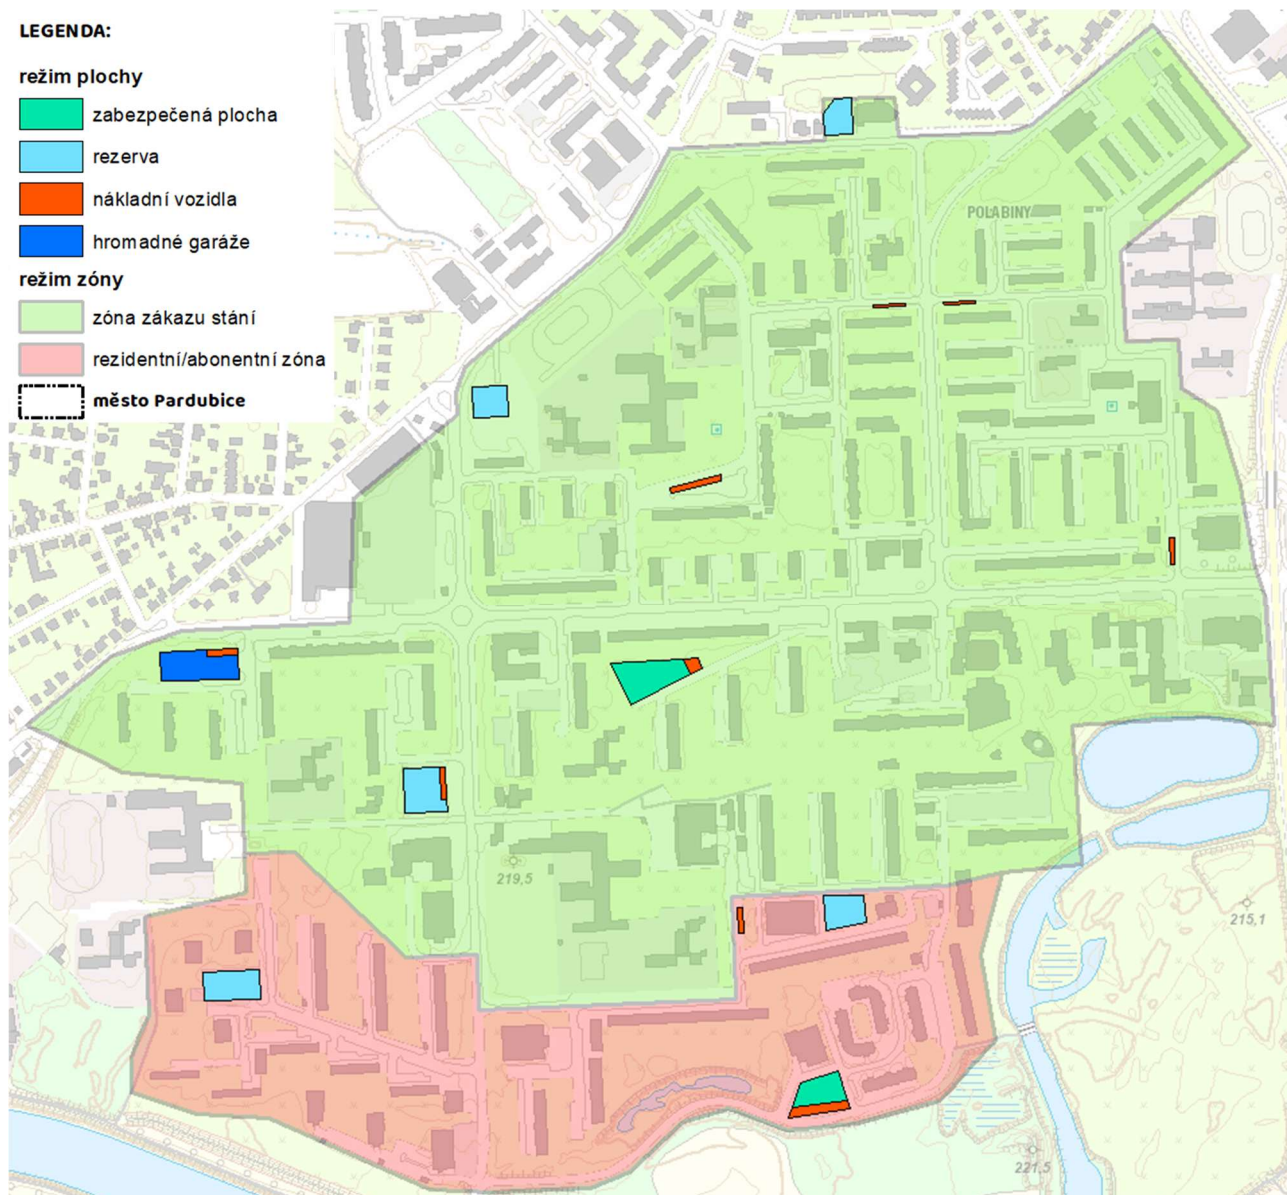 LEGENDA:
režim plochy
zabezpečená plocha
rezerva
nákladní vozidla
hromadné garáže
režim zóny
zóna zákazu stání
rezidentní/abonentní zóna
město Pardubice
POLABINY
219,5
215,1
221,5